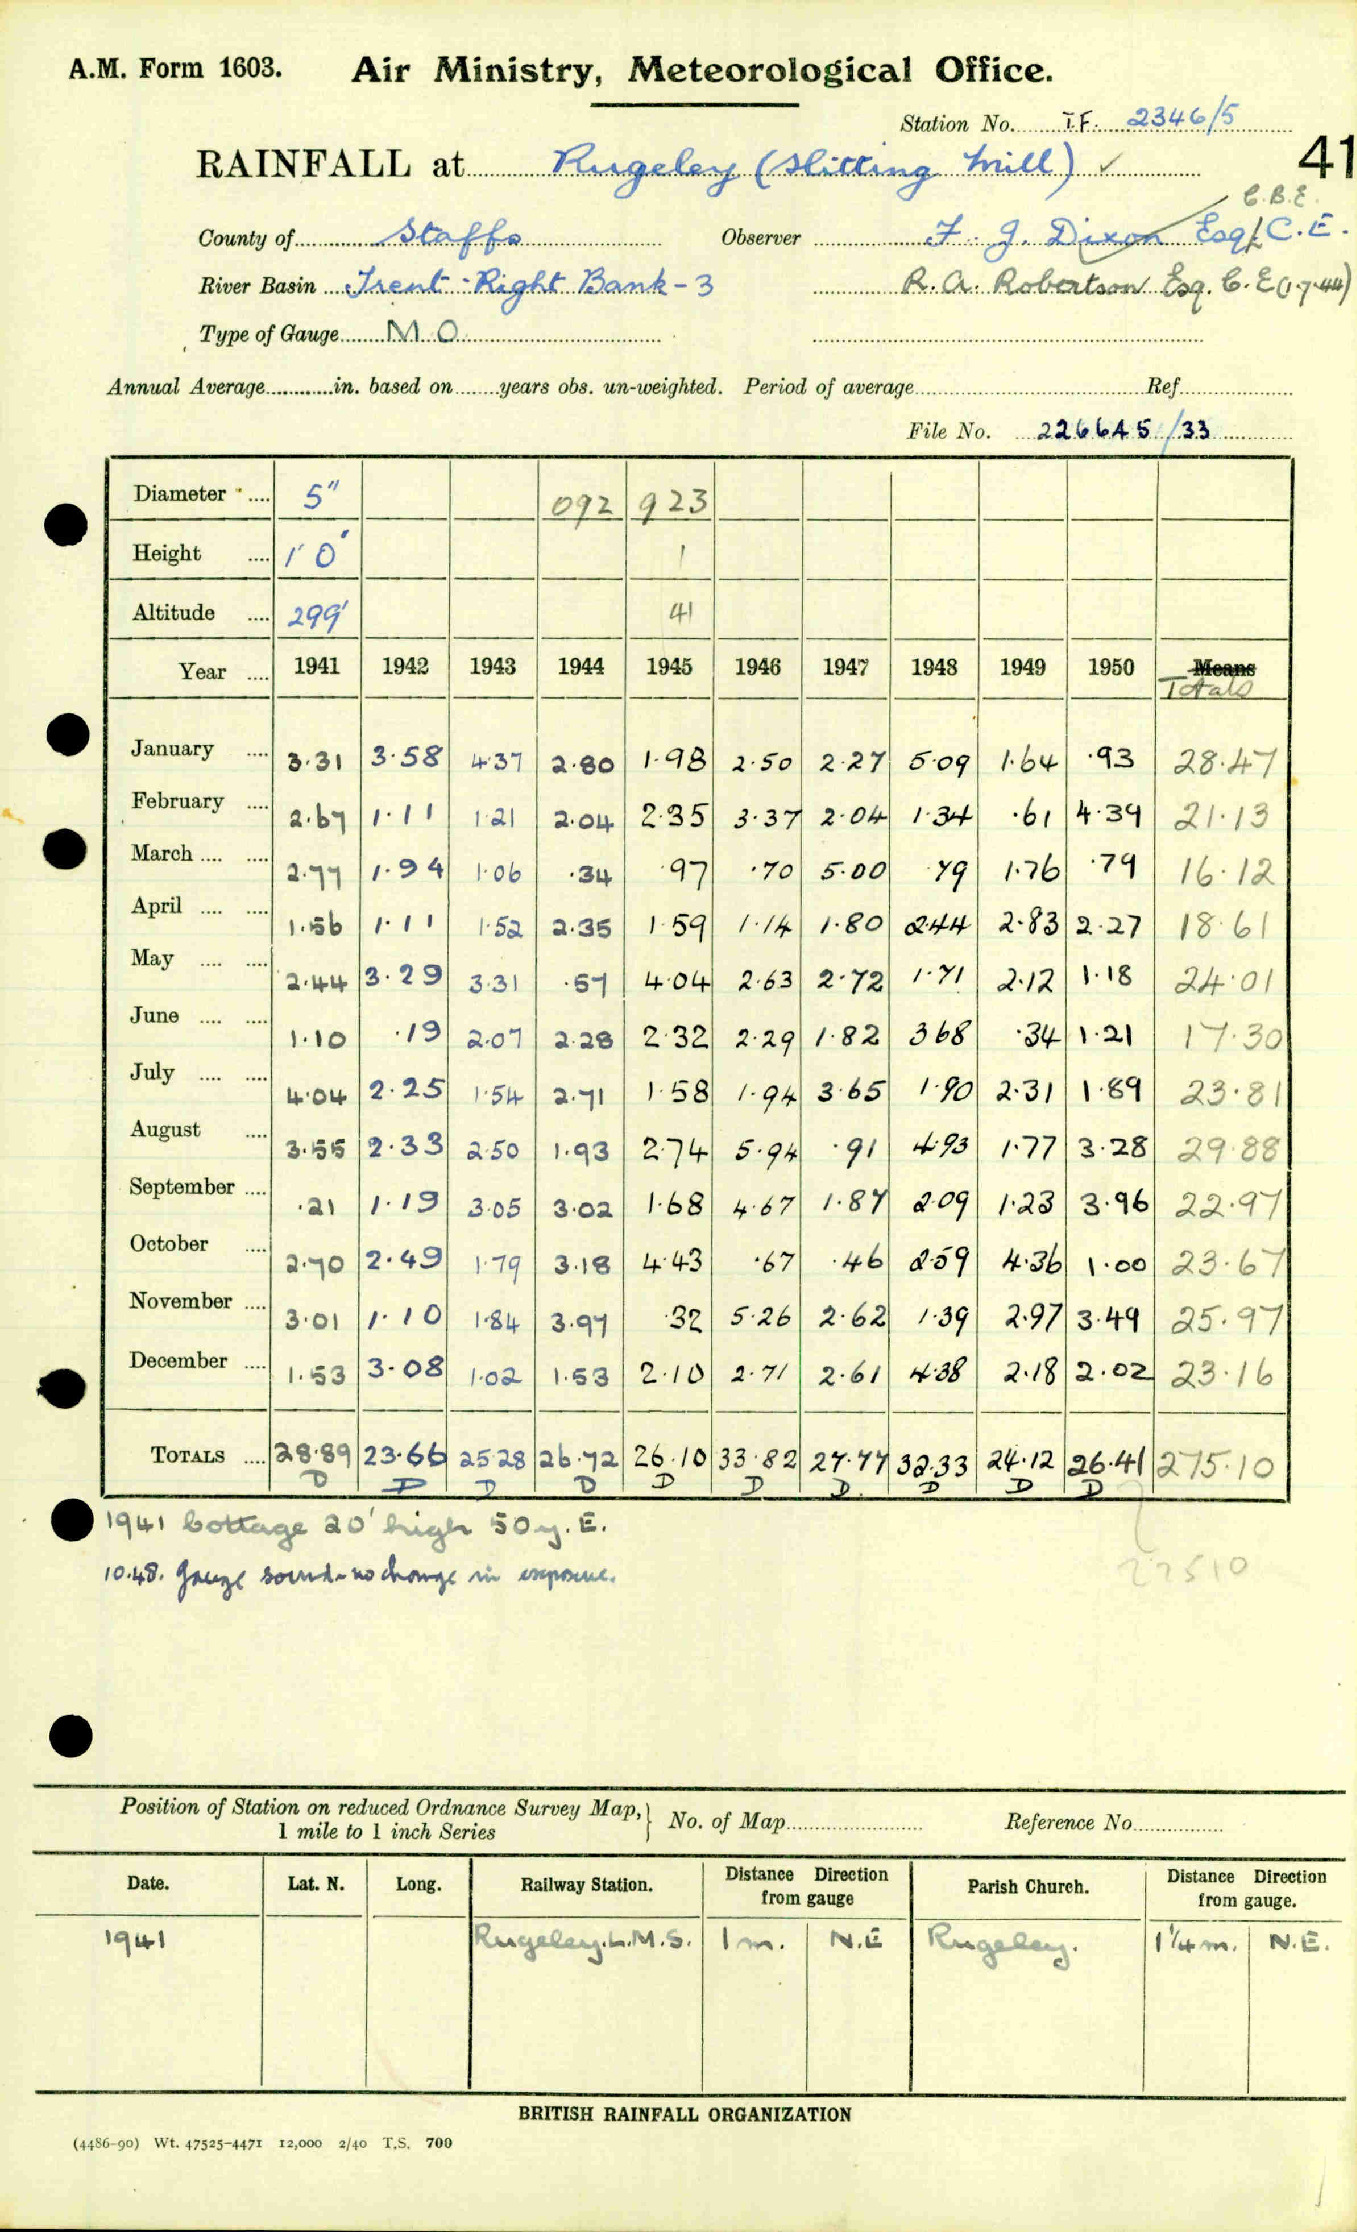 A.M. Form 1603. Air Ministry, Meteorological Office.
Station No. I.F. 2346/5
RAINFALL at Rugeley (Slitting Mill) ✓ 41
C.B.E.
County of Staffs Observer F. J. Dixon Esq C.E.
River Basin Trent-Right Bank-3 R.A. Robertson Esq. C.E (1.7.44)
Type of Gauge M O
Annual Average in. based on years obs. un-weighted. Period of average Ref.
File No. 226645/33
Diameter 5" 092 923
Height 1' 0" 1
Altitude 299' 41
Year 1941 1942 1943 1944 1945 1946 1947 1948 1949 1950 Means
Totals
January 3.31 3.58 4.37 2.80 1.98 2.50 2.27 5.09 1.64 .93 28.47
February 2.67 1.11 1.21 2.04 2.35 3.37 2.04 1.34 .61 4.39 21.13
March 2.77 1.94 1.06 .34 .97 .70 5.00 .79 1.76 .79 16.12
April 1.56 1.11 1.52 2.35 1.59 1.14 1.80 2.44 2.83 2.27 18.61
May 2.44 3.29 3.31 .57 4.04 2.63 2.72 1.71 2.12 1.18 24.01
June 1.10 .19 2.07 2.28 2.32 2.29 1.82 3 68 .34 1.21 17.30
July 4.04 2.25 1.54 2.71 1.58 1.94 3.65 1.90 2.31 1.89 23.81
August 3.55 2.33 2.50 1.93 2.74 5.94 .91 4.93 1.77 3.28 29.88
September .21 1.19 3.05 3.02 1.68 4.67 1.87 2.09 1.23 3.96 22.97
October 2.70 2.49 1.79 3.18 4.43 .67 .46 2.59 4.36 1.00 23.67
November 3.01 1.10 1.84 3.97 .32 5.26 2.62 1.39 2.97 3.49 25.97
December 1.53 3.08 1.02 1.53 2.10 2.71 2.61 4.38 2.18 2.02 23.16
TOTALS 28.89 23.66 25.28 26.72 26.10 33.82 27.77 32.33 24.12 26.41 275.10
D D D D D D D D D D
1941 Cottage 20' high 50y. E.
10.48. Gauge sound - no change in exposure.
22510
Position of Station on reduced Ordnance Survey Map, 1 mile to 1 inch Series } No. of Map Reference No.
Date. Lat. N. Long. Railway Station. Distance Direction from gauge Parish Church. Distance Direction from gauge.
1941 Rugeley.L.M.S. 1 m. N.E Rugeley. 1¼ m. N.E.
BRITISH RAINFALL ORGANIZATION
(4486-90) Wt. 47525-4471 12,000 2/40 T.S. 700